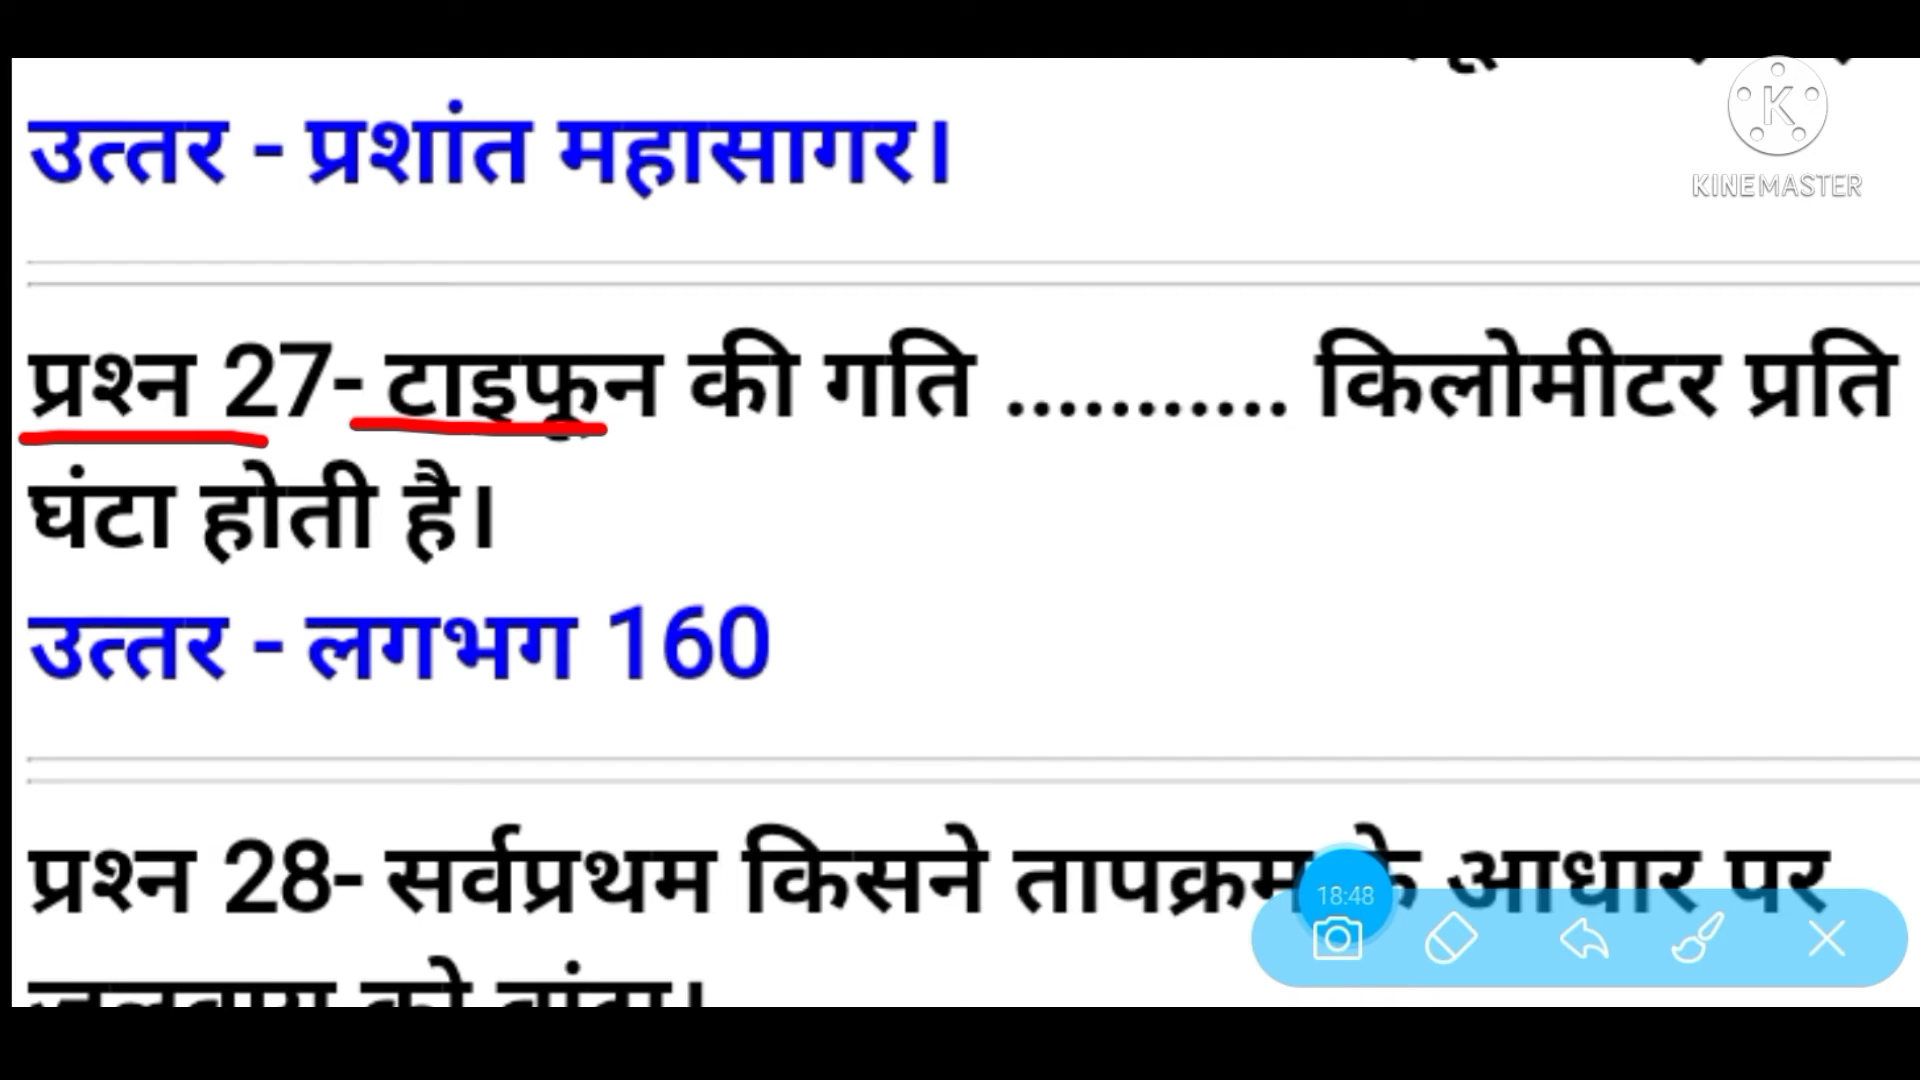 उत्तर - प्रशांत महासागर।
KINEMASTER
प्रश्न 27- टाइफून की गति ........... किलोमीटर प्रति
घंटा होती है।
उत्तर - लगभग 160
प्रश्न 28- सर्वप्रथम किसने तापक्रम के आधार पर
18:48
जलवायु को बांटा।